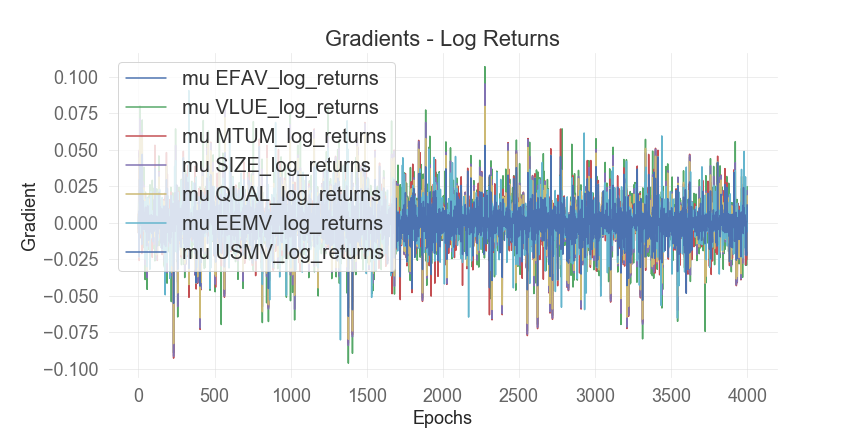 Gradients - Log Returns
0.100
0.075
0.050
0.025
0.000
−0.025
−0.050
−0.075
−0.100
Gradient
mu EFAV_log_returns
mu VLUE_log_returns
mu MTUM_log_returns
mu SIZE_log_returns
mu QUAL_log_returns
mu EEMV_log_returns
mu USMV_log_returns
0 500 1000 1500 2000 2500 3000 3500 4000
Epochs